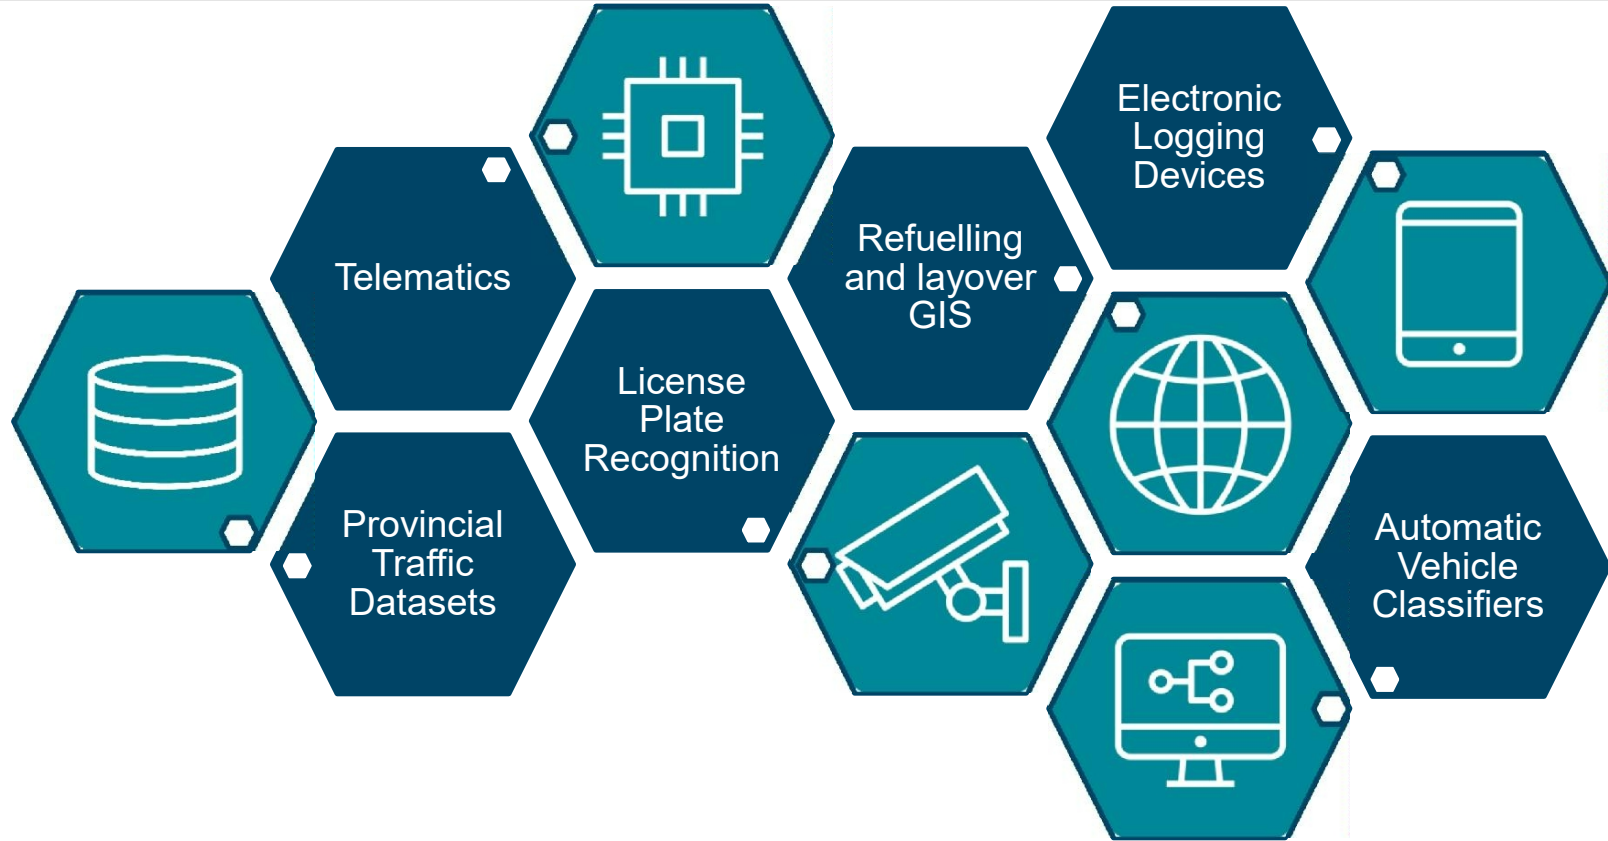 Telematics
Provincial
Traffic
Datasets
License
Plate
Recognition
Refuelling
and layover
GIS
Electronic
Logging
Devices
Automatic
Vehicle
Classifiers